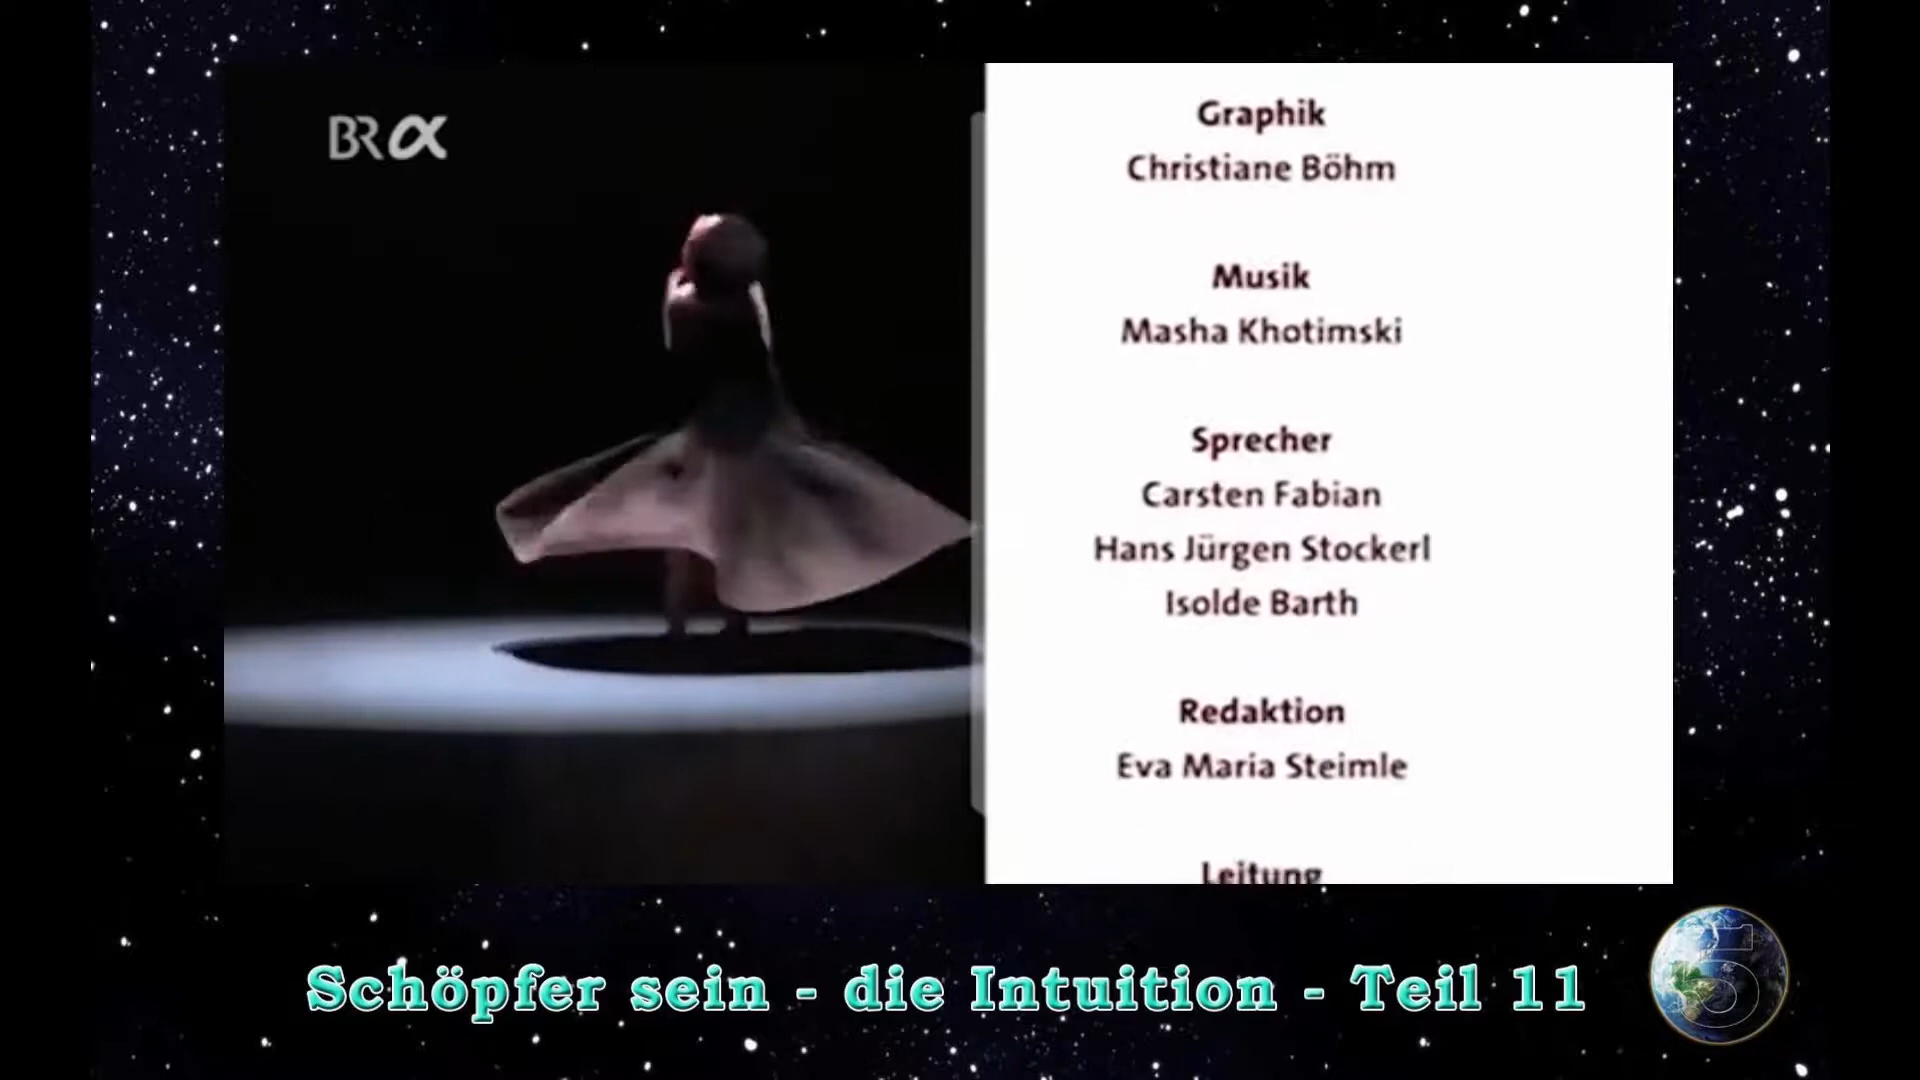 BRα
Graphik
Christiane Böhm
Musik
Masha Khotimski
Sprecher
Carsten Fabian
Hans Jürgen Stockerl
Isolde Barth
Redaktion
Eva Maria Steimle
Leitung
Schöpfer sein - die Intuition - Teil 11
5